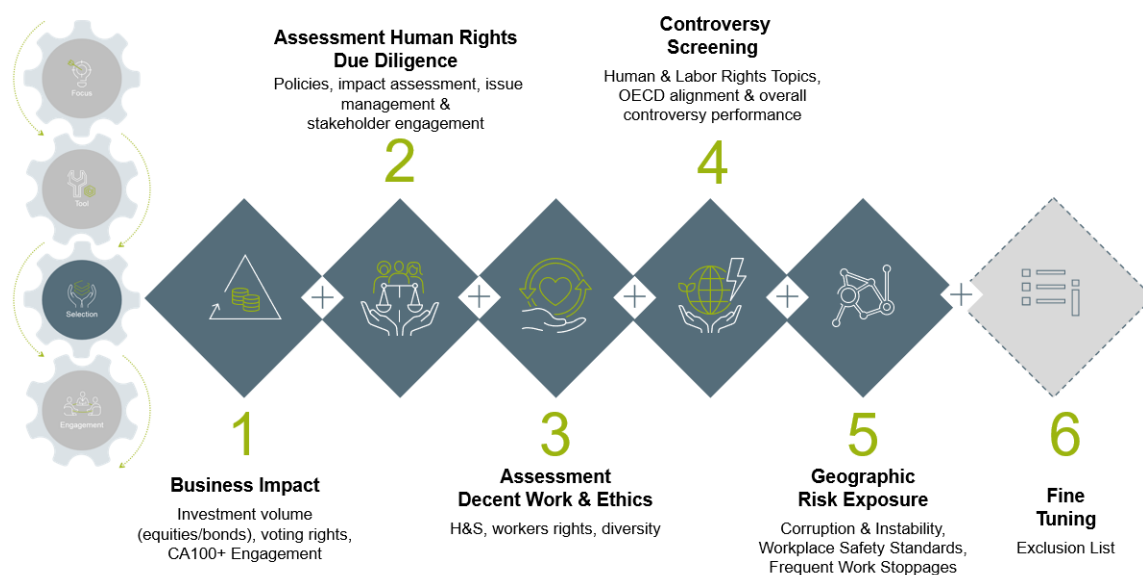 Focus
Tool
Selection
Engagement
Assessment Human Rights
Due Diligence
Policies, impact assessment, issue
management &
stakeholder engagement
2
Controversy
Screening
Human & Labor Rights Topics,
OECD alignment & overall
controversy performance
4
1
Business Impact
Investment volume
(equities/bonds), voting rights,
CA100+ Engagement
3
Assessment
Decent Work & Ethics
H&S, workers rights, diversity
5
Geographic
Risk Exposure
Corruption & Instability,
Workplace Safety Standards,
Frequent Work Stoppages
6
Fine
Tuning
Exclusion List